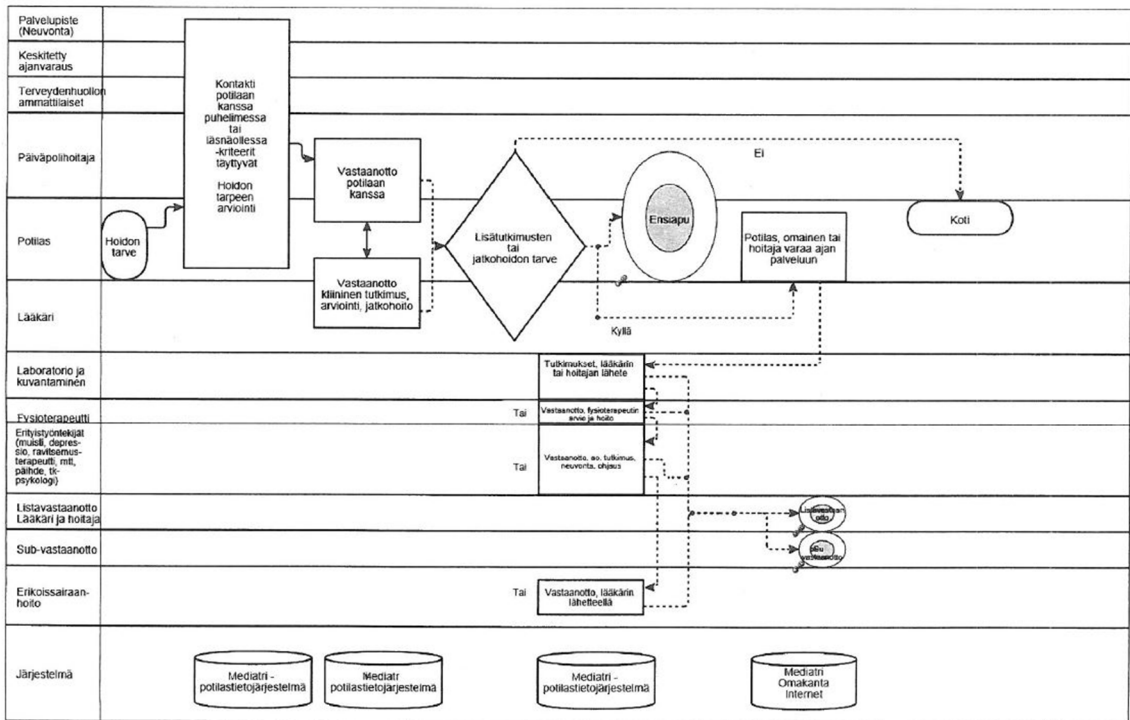 Palvelupiste
(Neuvonta)
Keskitetty
ajanvaraus
Terveydenhuollon
ammattilaiset
Kontakti
potilaan
kanssa
puhelimessa
tai
läsnäollessa
-kriteerit
täyttyvät
Hoidon
tarpeen
arviointi
Päiväpolihoitaja
Vastaanotto
potilaan
kanssa
Ei
Potilas
Hoidon
tarve
Lisätutkimusten
tai
jatkohoidon tarve
Ensiapu
Potilas, omainen tai
hoitaja varaa ajan
palveluun
Koti
Lääkäri
Vastaanotto
kliininen tutkimus,
arviointi, jatkohoito
Kyllä
Laboratorio ja
kuvantaminen
Tutkimukset, lääkärin
tai hoitajan lähete
Fysioterapeutti
Tai
Vastaanotto, fysioterapeutin
arvio ja hoito
Erityistyöntekijät
(muisti, depres-
sio, ravitsemus-
terapeutti, mtt,
päihde, tk-
psykologi)
Tai
Vastaanotto, ao. tutkimus,
neuvonta, ohjaus
Listavastaanotto
Lääkäri ja hoitaja
Listavastaan
otto
Sub-vastaanotto
vastaanotto
Erikoissairaan-
hoito
Tai
Vastaanotto, lääkärin
lähetteellä
Järjestelmä
Mediatri -
potilastietojärjestelmä
Mediatr
potilastietojärjestelmä
Mediatri -
potilastietojärjestelmä
Mediatri
Omakanta
Internet